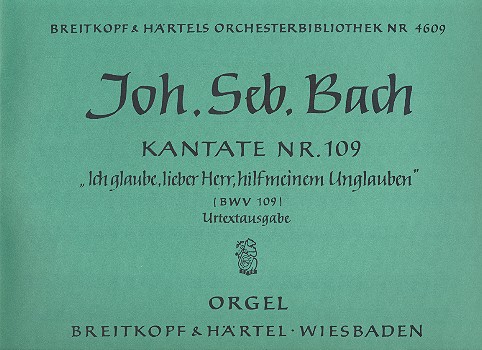 BREITKOPF & HÄRTELS ORCHESTERBIBLIOTHEK NR 4609
Joh. Seb. Bach
KANTATE NR. 109
„Ich glaube, lieber Herr, hilf meinem Unglauben"
(BWV 109)
Urtextausgabe
ORGEL
BREITKOPF & HÄRTEL · WIESBADEN